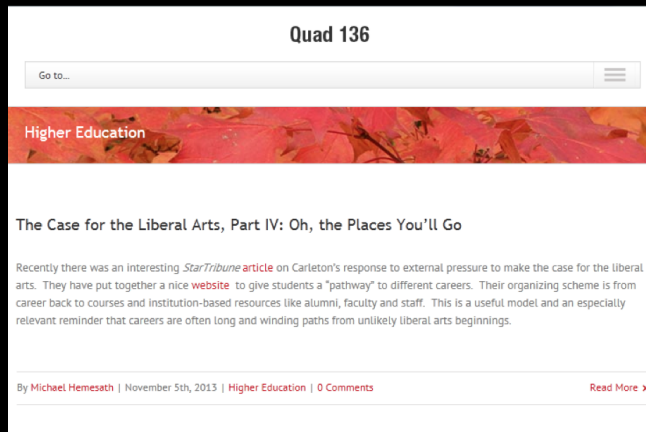 Quad 136
Go to...
Higher Education
The Case for the Liberal Arts, Part IV: Oh, the Places You'll Go
Recently there was an interesting StarTribune article on Carleton's response to external pressure to make the case for the liberal
arts. They have put together a nice website to give students a "pathway" to different careers. Their organizing scheme is from
career back to courses and institution-based resources like alumni, faculty and staff. This is a useful model and an especially
relevant reminder that careers are often long and winding paths from unlikely liberal arts beginnings.
By Michael Hemesath | November 5th, 2013 | Higher Education | 0 Comments Read More